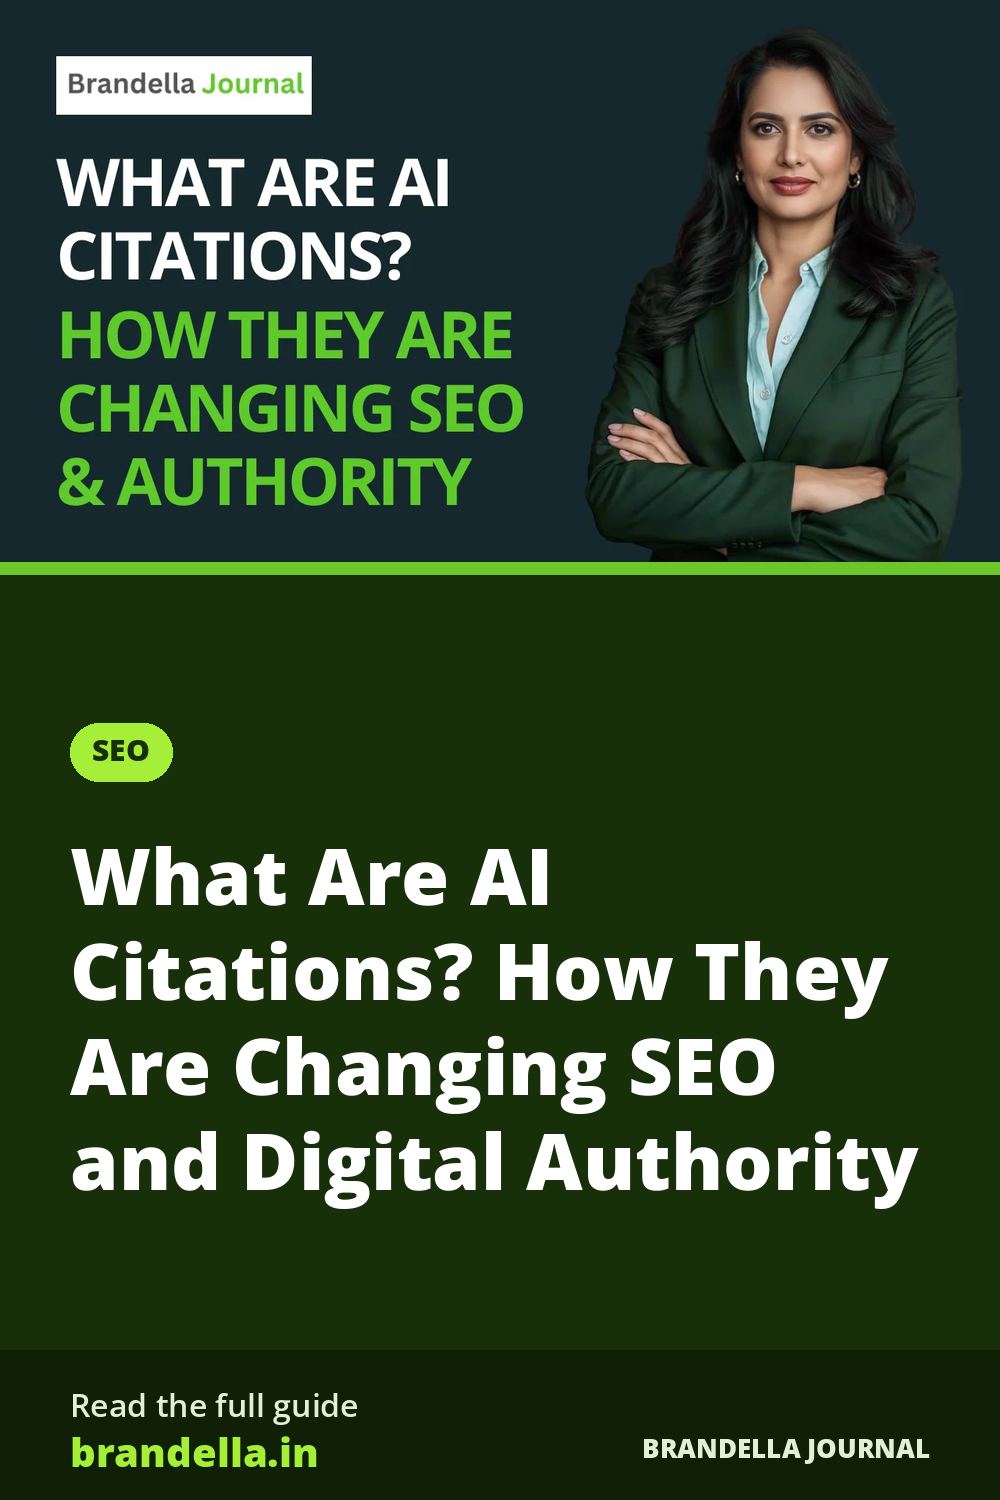 Brandella Journal
WHAT ARE AI
CITATIONS?
HOW THEY ARE
CHANGING SEO
& AUTHORITY
SEO
What Are AI
Citations? How They
Are Changing SEO
and Digital Authority
Read the full guide
brandella.in
BRANDELLA JOURNAL